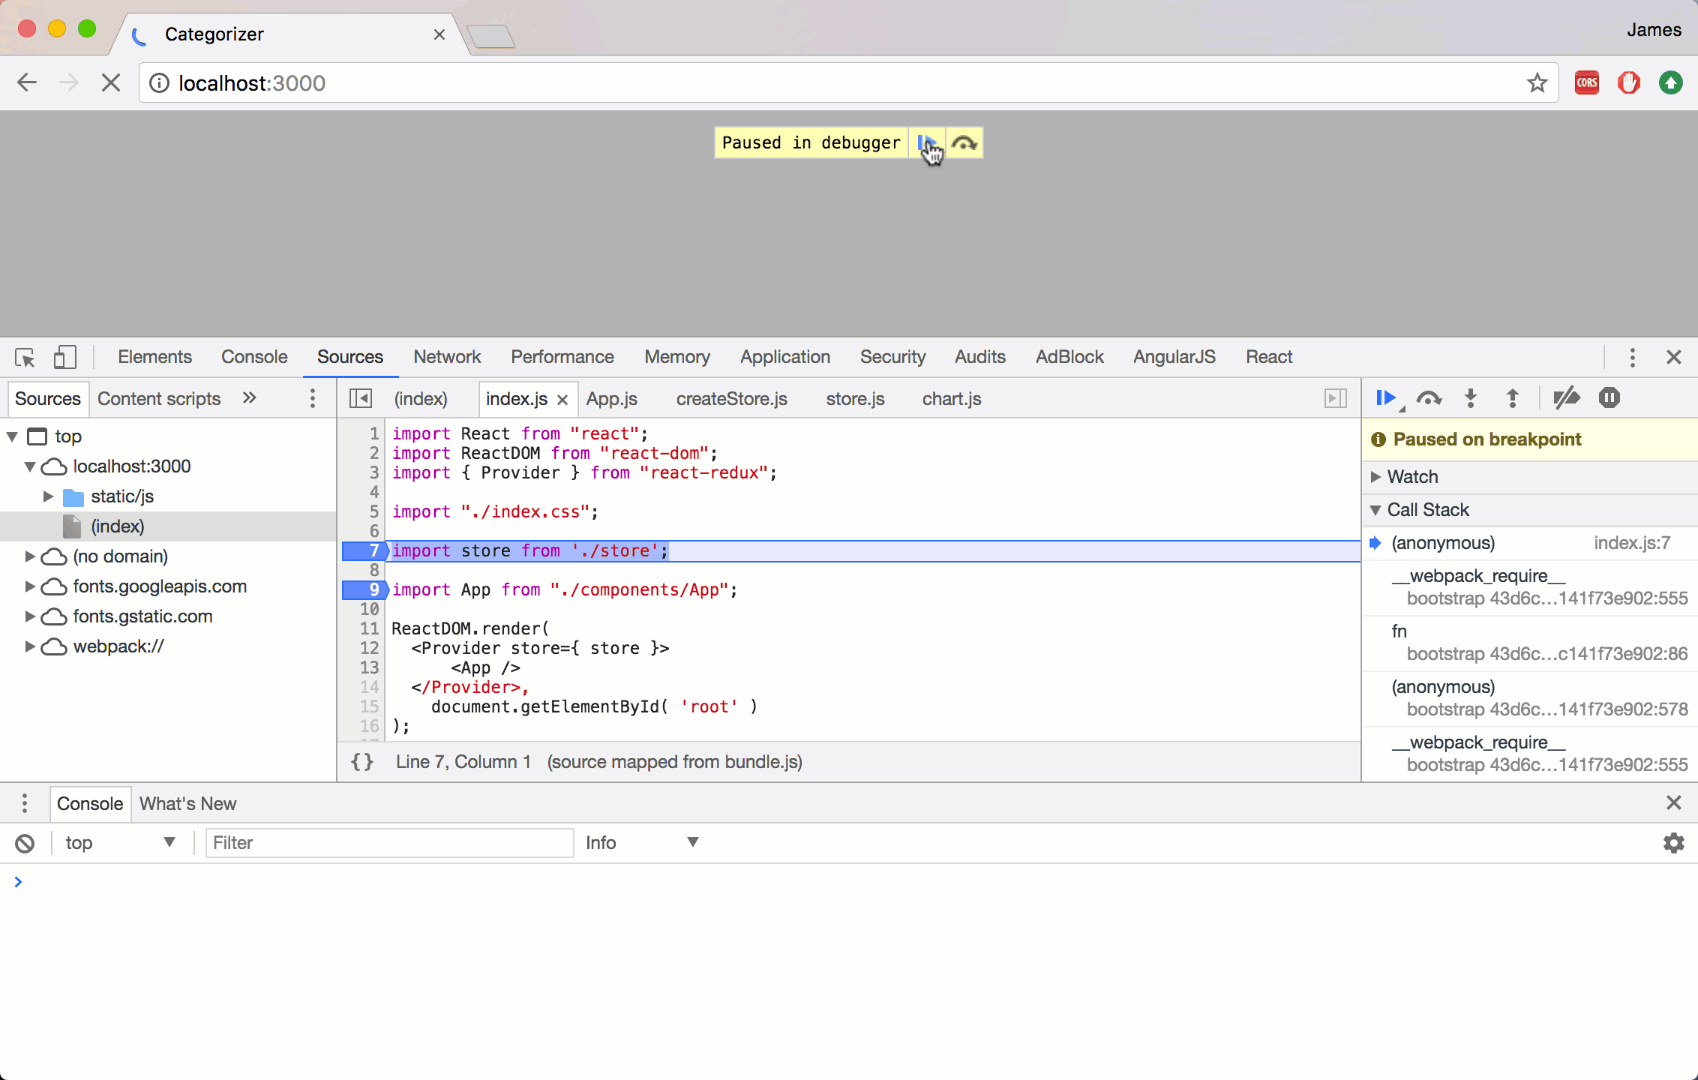 Categorizer
James
localhost:3000
CORS
Paused in debugger
Elements Console Sources Network Performance Memory Application Security Audits AdBlock AngularJS React
Sources Content scripts »
(index) index.js App.js createStore.js store.js chart.js
top
localhost:3000
static/js
(index)
(no domain)
fonts.googleapis.com
fonts.gstatic.com
webpack://
1 import React from "react";
2 import ReactDOM from "react-dom";
3 import { Provider } from "react-redux";
4
5 import "./index.css";
6
7 import store from './store';
8
9 import App from "./components/App";
10
11 ReactDOM.render(
12 <Provider store={ store }>
13 <App />
14 </Provider>,
15 document.getElementById( 'root' )
16 );
{} Line 7, Column 1 (source mapped from bundle.js)
Paused on breakpoint
Watch
Call Stack
(anonymous) index.js:7
__webpack_require__
bootstrap 43d6c…141f73e902:555
fn
bootstrap 43d6c…c141f73e902:86
(anonymous)
bootstrap 43d6c…141f73e902:578
__webpack_require__
bootstrap 43d6c…141f73e902:555
Console What's New
top Filter Info
>